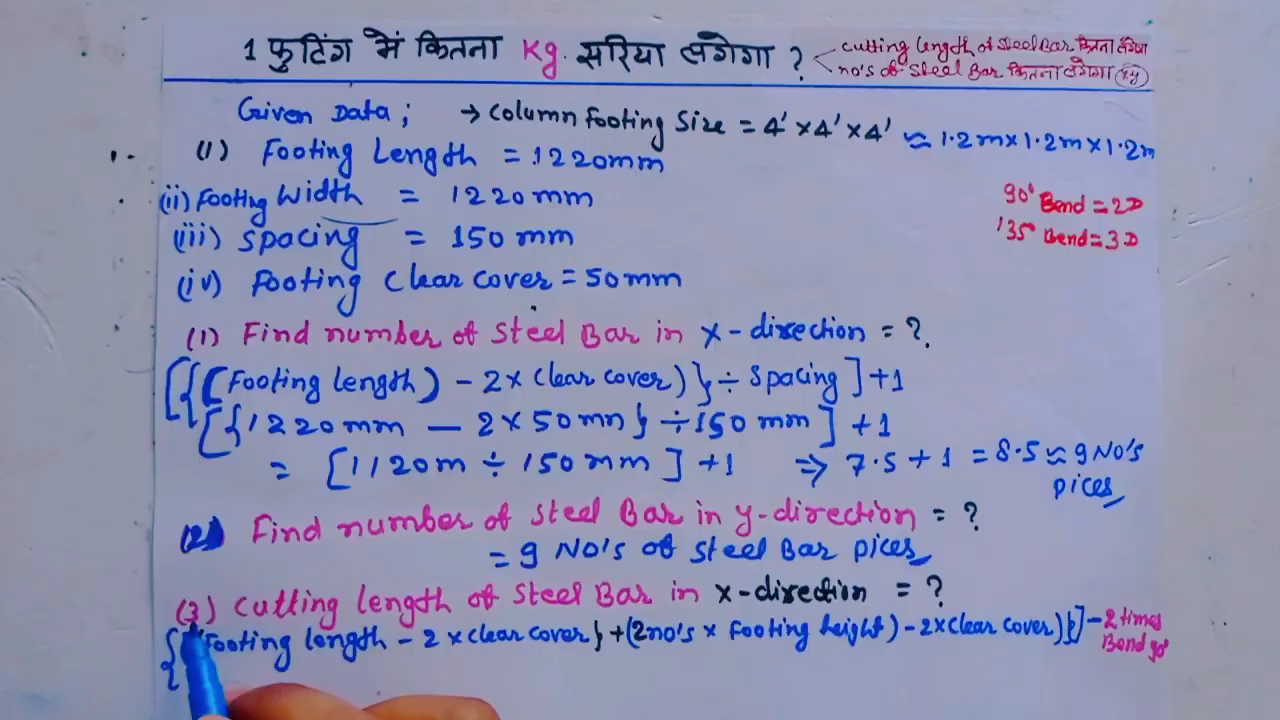 1 फुटिंग में कितना Kg. सरिया लगेगा ?
cutting length of steel Bar कितना लगेगा
no's of Steel Bar कितना लगेगा (Kg)
Given Data ; → Column Footing Size = 4' × 4' × 4' ≈ 1.2m × 1.2m × 1.2m
(i) Footing Length = 1220mm
(ii) Footing Width = 1220 mm
90° Bend = 2D
(iii) Spacing = 150 mm
135° Bend = 3D
(iv) Footing Clear cover = 50mm
(1) Find number of Steel Bar in x-direction = ?
[{(Footing length) - 2 × Clear cover)} ÷ Spacing ] + 1
[{1220mm - 2 × 50mm} ÷ 150 mm ] + 1
= [1120m ÷ 150 mm ] + 1 ⇒ 7.5 + 1 = 8.5 ≈ 9 No's
pices
(2) Find number of steel Bar in y-direction = ?
= 9 No's of steel Bar pices
(3) Cutting length of Steel Bar in x-direction = ?
{[Footing length - 2 × clear cover} + (2no's × Footing height) - 2 × clear cover)}] - 2 times
Bend 90°